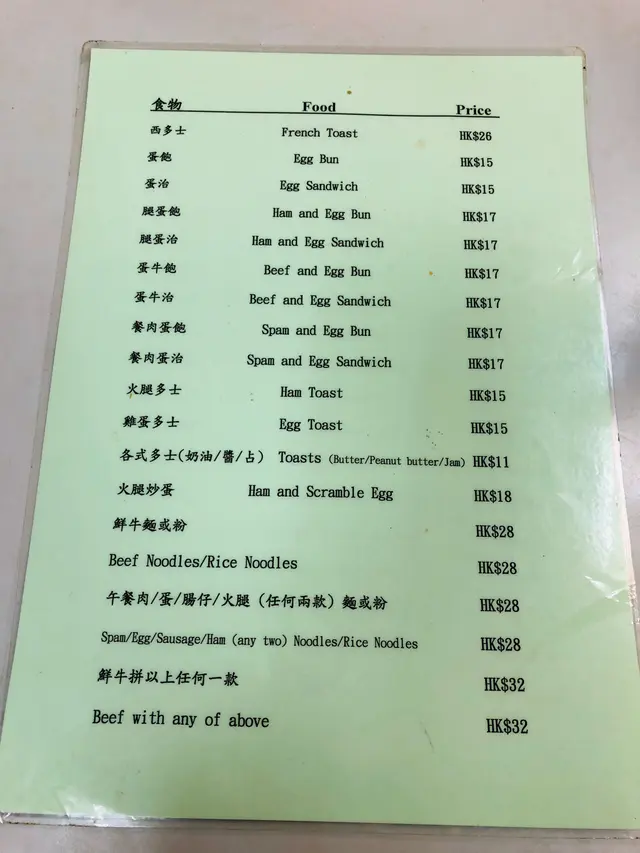 食物 Food Price
西多士 French Toast HK$26
蛋飽 Egg Bun HK$15
蛋治 Egg Sandwich HK$15
腿蛋飽 Ham and Egg Bun HK$17
腿蛋治 Ham and Egg Sandwich HK$17
蛋牛飽 Beef and Egg Bun HK$17
蛋牛治 Beef and Egg Sandwich HK$17
餐肉蛋飽 Spam and Egg Bun HK$17
餐肉蛋治 Spam and Egg Sandwich HK$17
火腿多士 Ham Toast HK$15
雞蛋多士 Egg Toast HK$15
各式多士(奶油/醬/占) Toasts (Butter/Peanut butter/Jam) HK$11
火腿炒蛋 Ham and Scramble Egg HK$18
鮮牛麵或粉 HK$28
Beef Noodles/Rice Noodles HK$28
午餐肉/蛋/腸仔/火腿 (任何兩款) 麵或粉 HK$28
Spam/Egg/Sausage/Ham (any two) Noodles/Rice Noodles HK$28
鮮牛拼以上任何一款 HK$32
Beef with any of above HK$32